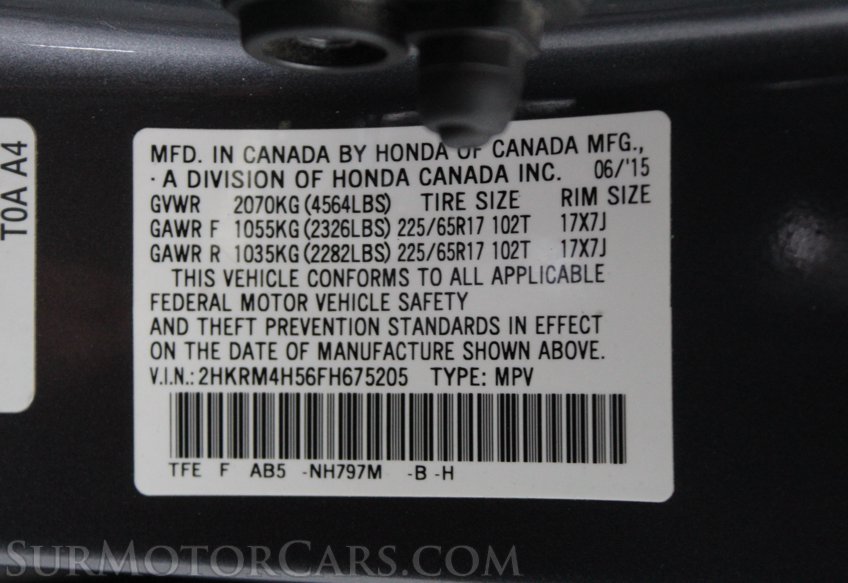 T0A A4
MFD. IN CANADA BY HONDA OF CANADA MFG.,
·A DIVISION OF HONDA CANADA INC. 06/'15
GVWR 2070KG(4564LBS) TIRE SIZE RIM SIZE
GAWR F 1055KG(2326LBS) 225/65R17 102T 17X7J
GAWR R 1035KG(2282LBS) 225/65R17 102T 17X7J
THIS VEHICLE CONFORMS TO ALL APPLICABLE
FEDERAL MOTOR VEHICLE SAFETY
AND THEFT PREVENTION STANDARDS IN EFFECT
ON THE DATE OF MANUFACTURE SHOWN ABOVE.
V.I.N.: 2HKRM4H56FH675205 TYPE: MPV
TFE F AB5 -NH797M -B -H
SurMotorCars.com